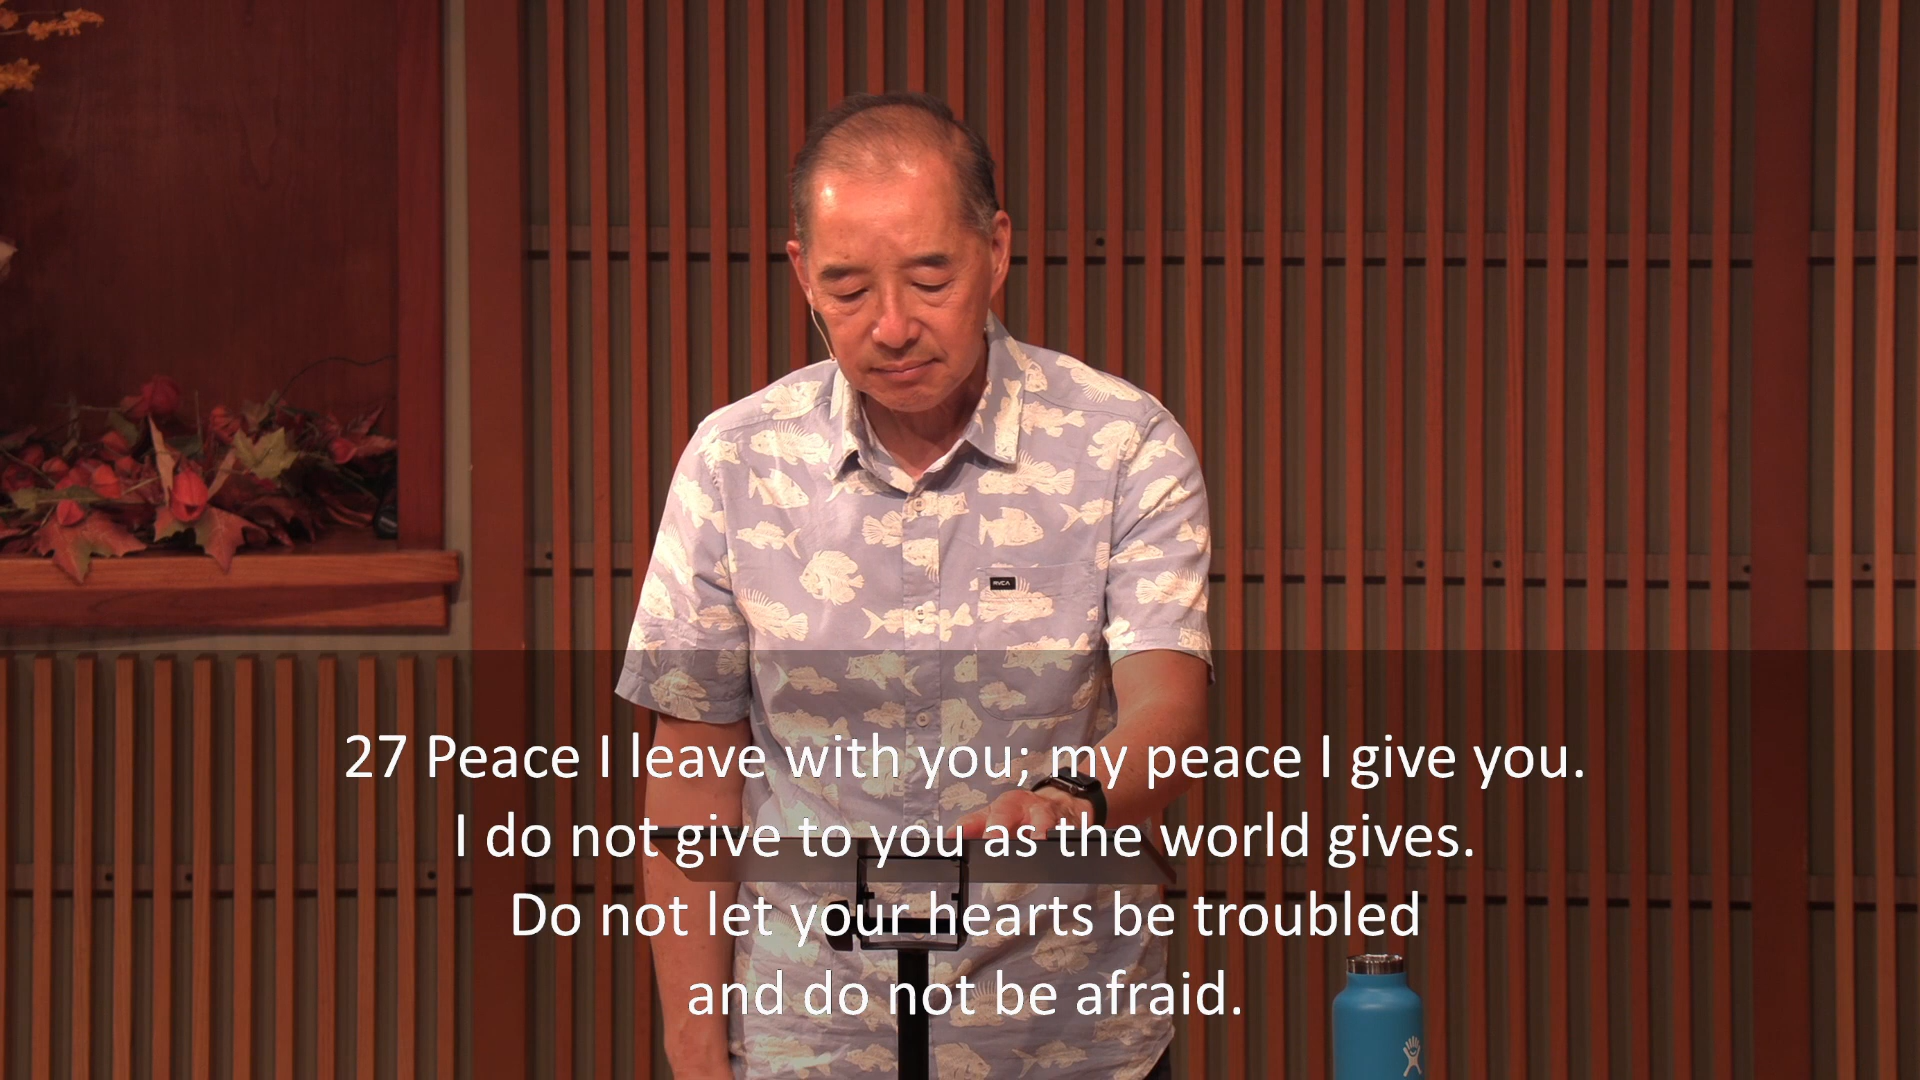 RVCA
27 Peace I leave with you; my peace I give you.
I do not give to you as the world gives.
Do not let your hearts be troubled
and do not be afraid.